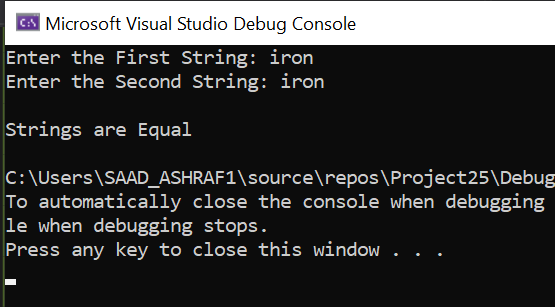 C:\ Microsoft Visual Studio Debug Console
Enter the First String: iron
Enter the Second String: iron
Strings are Equal
C:\Users\SAAD_ASHRAF1\source\repos\Project25\Debug
To automatically close the console when debugging
le when debugging stops.
Press any key to close this window . . .